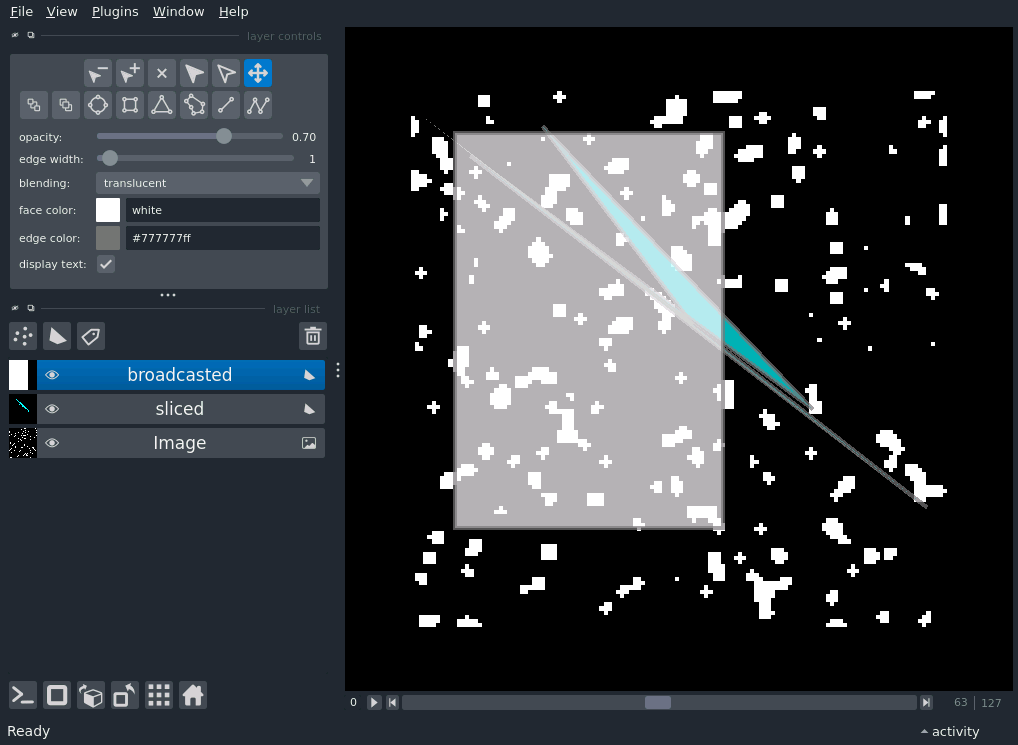 File View Plugins Window Help
layer controls
opacity: 0.70
edge width: 1
blending: translucent
face color: white
edge color: #777777ff
display text:
layer list
broadcasted
sliced
Image
0 63 127
Ready activity